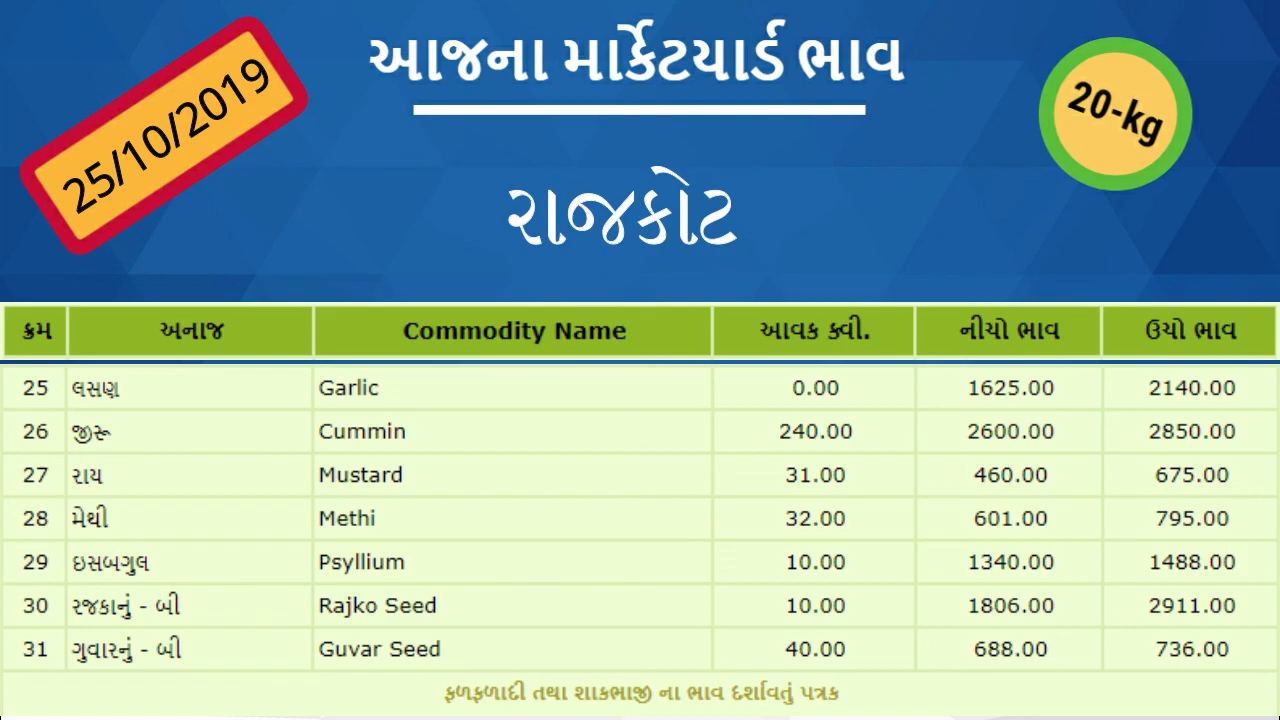 આજના માર્કેટયાર્ડ ભાવ
25/10/2019
20-kg
રાજકોટ
ક્રમ અનાજ Commodity Name આવક ક્વી. નીચો ભાવ ઉચો ભાવ
25 લસણ Garlic 0.00 1625.00 2140.00
26 જીરૂ Cummin 240.00 2600.00 2850.00
27 રાય Mustard 31.00 460.00 675.00
28 મેથી Methi 32.00 601.00 795.00
29 ઇસબગુલ Psyllium 10.00 1340.00 1488.00
30 રજકાનું - બી Rajko Seed 10.00 1806.00 2911.00
31 ગુવારનું - બી Guvar Seed 40.00 688.00 736.00
ફળફળાદી તથા શાકભાજી ના ભાવ દર્શાવતું પત્રક